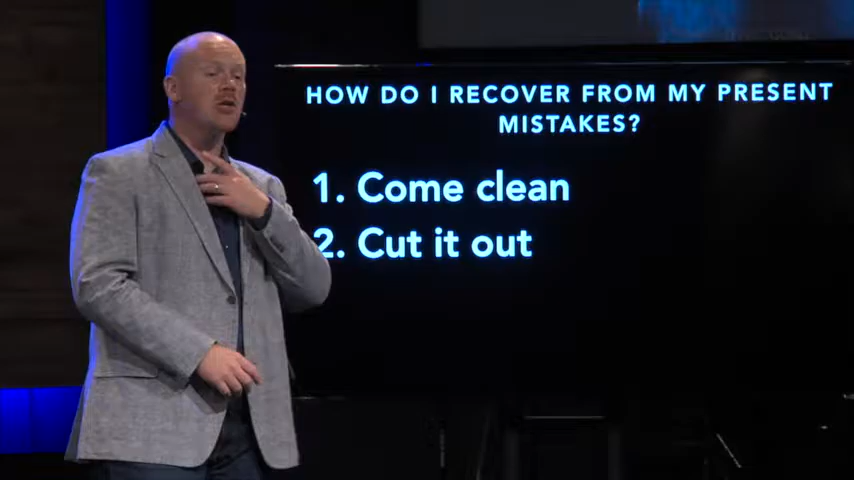 HOW DO I RECOVER FROM MY PRESENT
MISTAKES?
1. Come clean
2. Cut it out